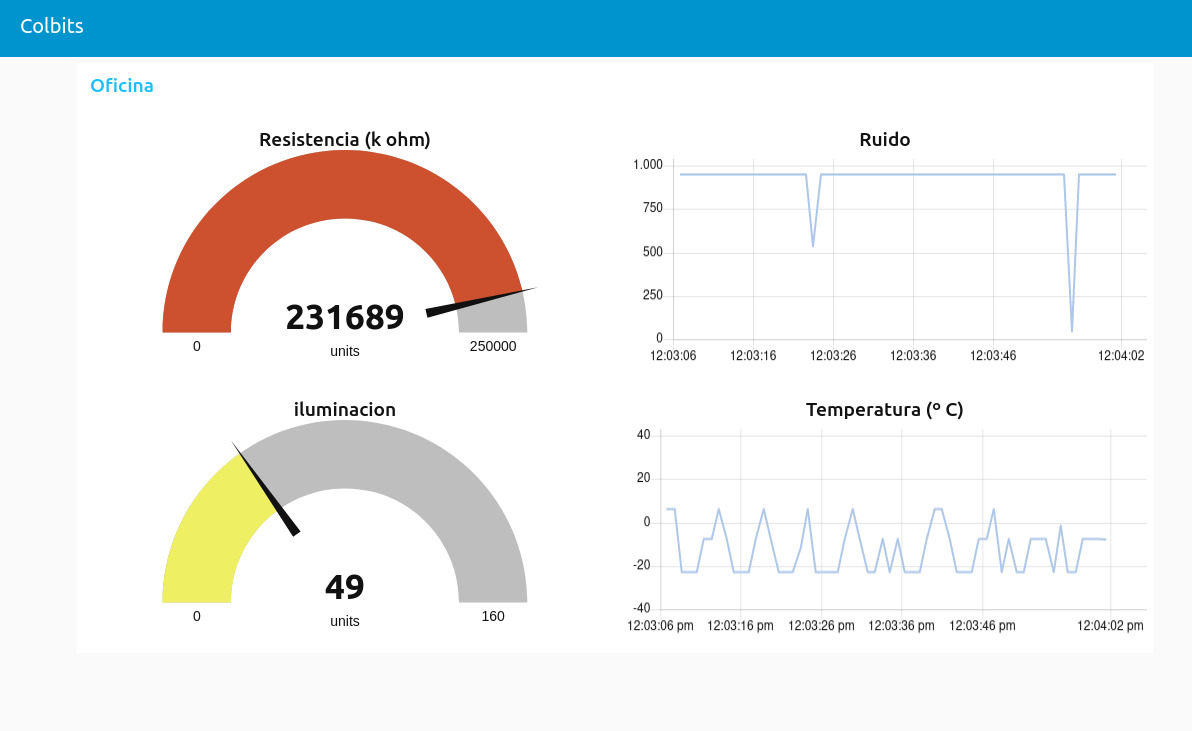 Colbits
Oficina
Resistencia (k ohm)
231689
units
0
250000
Ruido
1.000
750
500
250
0
12:03:06 12:03:16 12:03:26 12:03:36 12:03:46 12:04:02
iluminacion
49
units
0
160
Temperatura (º C)
40
20
0
-20
-40
12:03:06 pm 12:03:16 pm 12:03:26 pm 12:03:36 pm 12:03:46 pm 12:04:02 pm